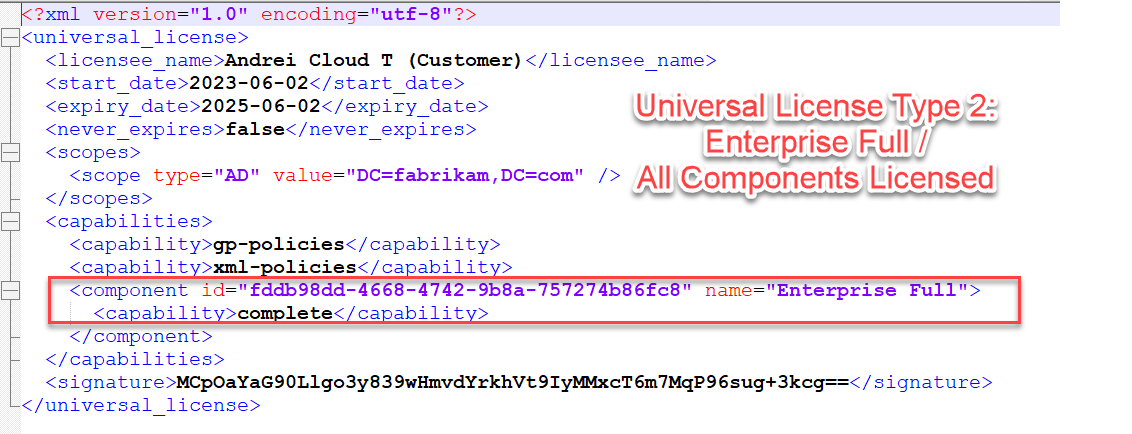 <?xml version="1.0" encoding="utf-8"?>
<universal_license>
<licensee_name>Andrei Cloud T (Customer)</licensee_name>
<start_date>2023-06-02</start_date>
<expiry_date>2025-06-02</expiry_date>
<never_expires>false</never_expires>
<scopes>
<scope type="AD" value="DC=fabrikam,DC=com" />
</scopes>
<capabilities>
<capability>gp-policies</capability>
<capability>xml-policies</capability>
<component id="fddb98dd-4668-4742-9b8a-757274b86fc8" name="Enterprise Full">
<capability>complete</capability>
</component>
</capabilities>
<signature>MCpOaYaG90Llgo3y839wHmvdYrkhVt9IyMMxcT6m7MqP96sug+3kcg==</signature>
</universal_license>
Universal License Type 2:
Enterprise Full /
All Components Licensed